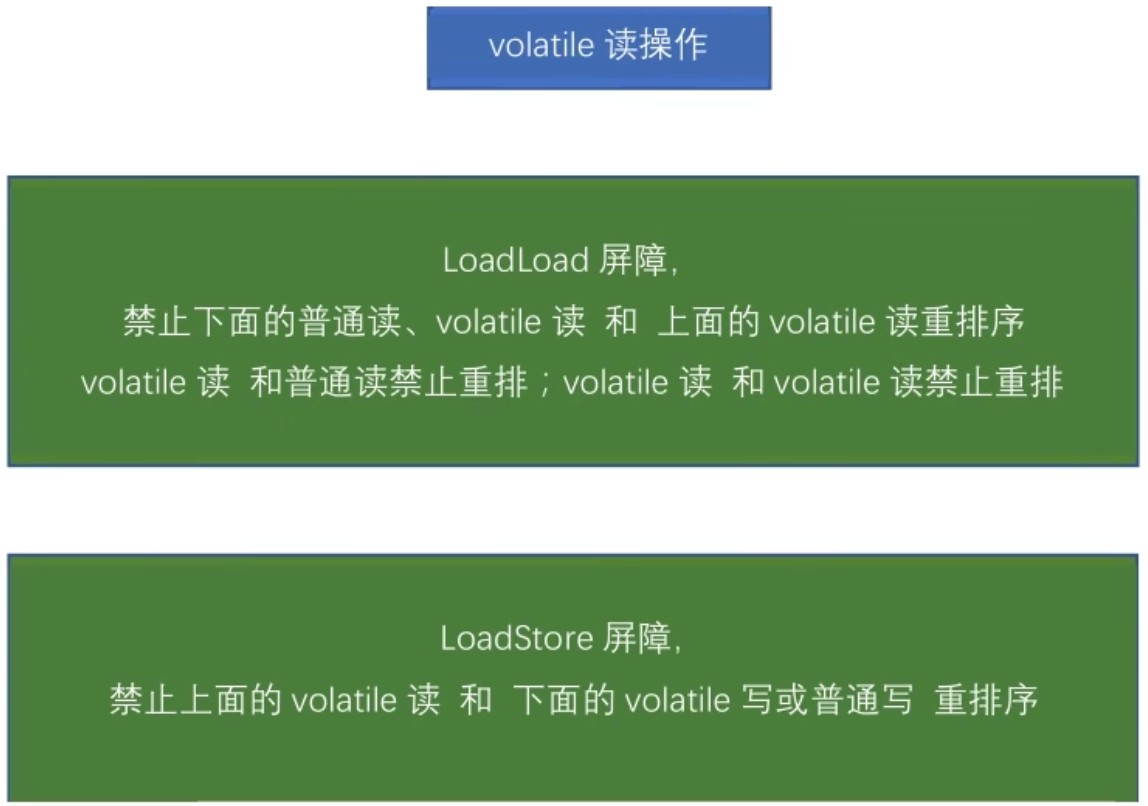 volatile 读操作
LoadLoad 屏障,
禁止下面的普通读、volatile 读 和 上面的 volatile 读重排序
volatile 读 和普通读禁止重排；volatile 读 和 volatile 读禁止重排
LoadStore 屏障,
禁止上面的 volatile 读 和 下面的 volatile 写或普通写 重排序